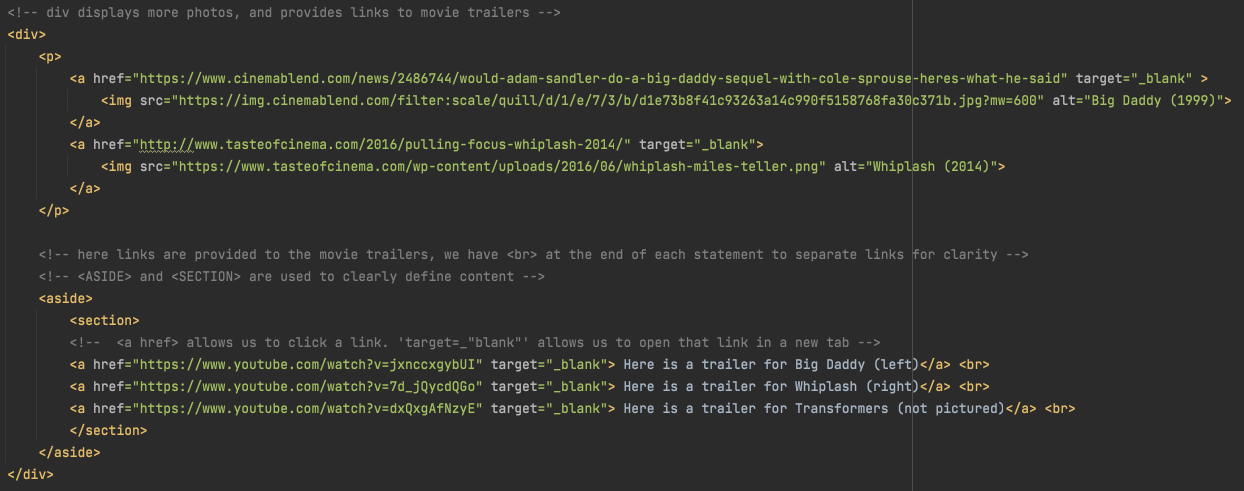 <!-- div displays more photos, and provides links to movie trailers -->
<div>
<p>
<a href="https://www.cinemablend.com/news/2486744/would-adam-sandler-do-a-big-daddy-sequel-with-cole-sprouse-heres-what-he-said" target="_blank" >
<img src="https://img.cinemablend.com/filter:scale/quill/d/1/e/7/3/b/d1e73b8f41c93263a14c990f5158768fa30c371b.jpg?mw=600" alt="Big Daddy (1999)">
</a>
<a href="http://www.tasteofcinema.com/2016/pulling-focus-whiplash-2014/" target="_blank">
<img src="https://www.tasteofcinema.com/wp-content/uploads/2016/06/whiplash-miles-teller.png" alt="Whiplash (2014)">
</a>
</p>
<!-- here links are provided to the movie trailers, we have <br> at the end of each statement to separate links for clarity -->
<!-- <ASIDE> and <SECTION> are used to clearly define content -->
<aside>
<section>
<!--  <a href> allows us to click a link. 'target=_"blank"' allows us to open that link in a new tab -->
<a href="https://www.youtube.com/watch?v=jxnccxgybUI" target="_blank"> Here is a trailer for Big Daddy (left)</a> <br>
<a href="https://www.youtube.com/watch?v=7d_jQycdQGo" target="_blank"> Here is a trailer for Whiplash (right)</a> <br>
<a href="https://www.youtube.com/watch?v=dxQxgAfNzyE" target="_blank"> Here is a trailer for Transformers (not pictured)</a> <br>
</section>
</aside>
</div>